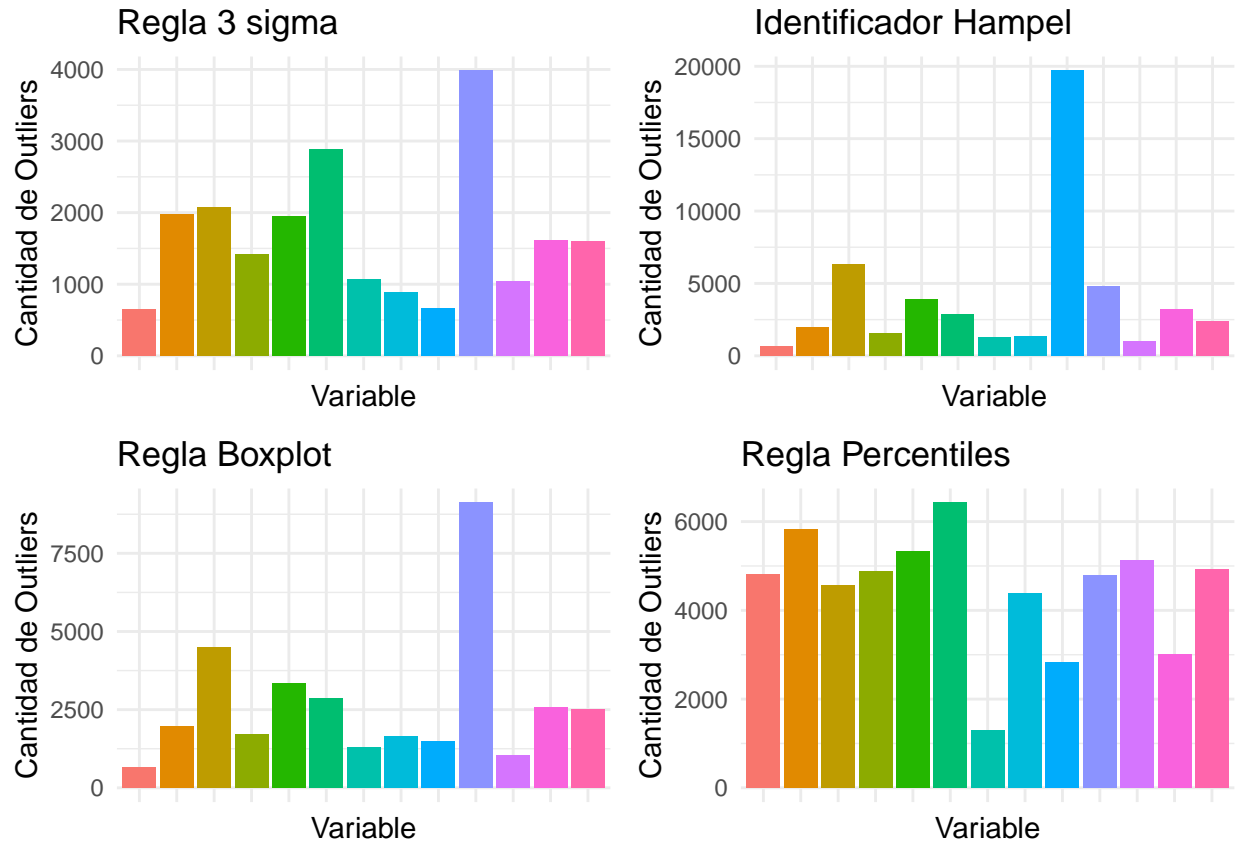 Regla 3 sigma
Cantidad de Outliers
4000
3000
2000
1000
0
Variable
Identificador Hampel
Cantidad de Outliers
20000
15000
10000
5000
0
Variable
Regla Boxplot
Cantidad de Outliers
7500
5000
2500
0
Variable
Regla Percentiles
Cantidad de Outliers
6000
4000
2000
0
Variable